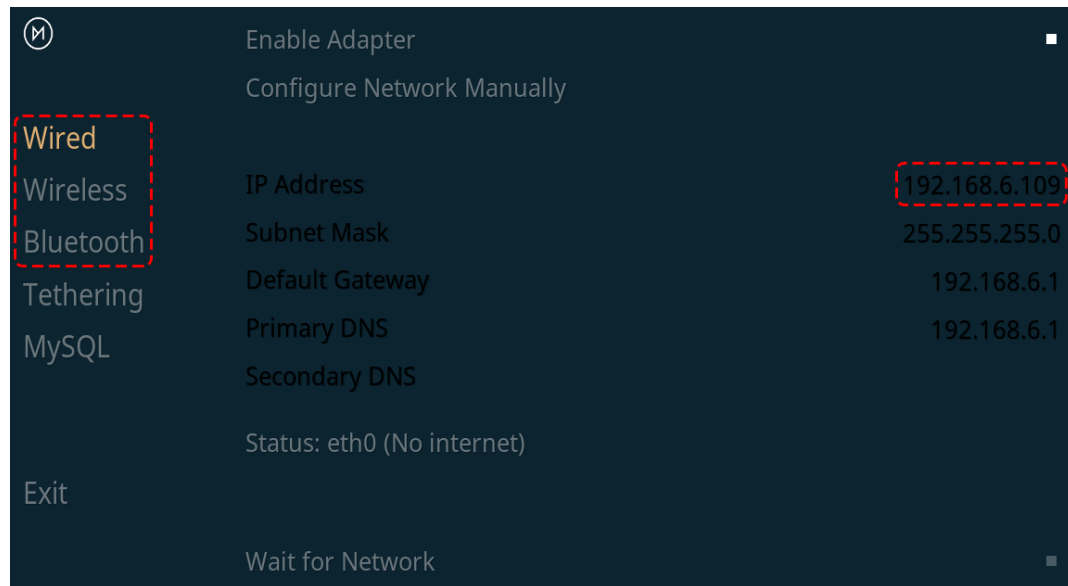 Enable Adapter
Configure Network Manually
Wired
Wireless
Bluetooth
Tethering
MySQL
Exit
IP Address 192.168.6.109
Subnet Mask 255.255.255.0
Default Gateway 192.168.6.1
Primary DNS 192.168.6.1
Secondary DNS
Status: eth0 (No internet)
Wait for Network